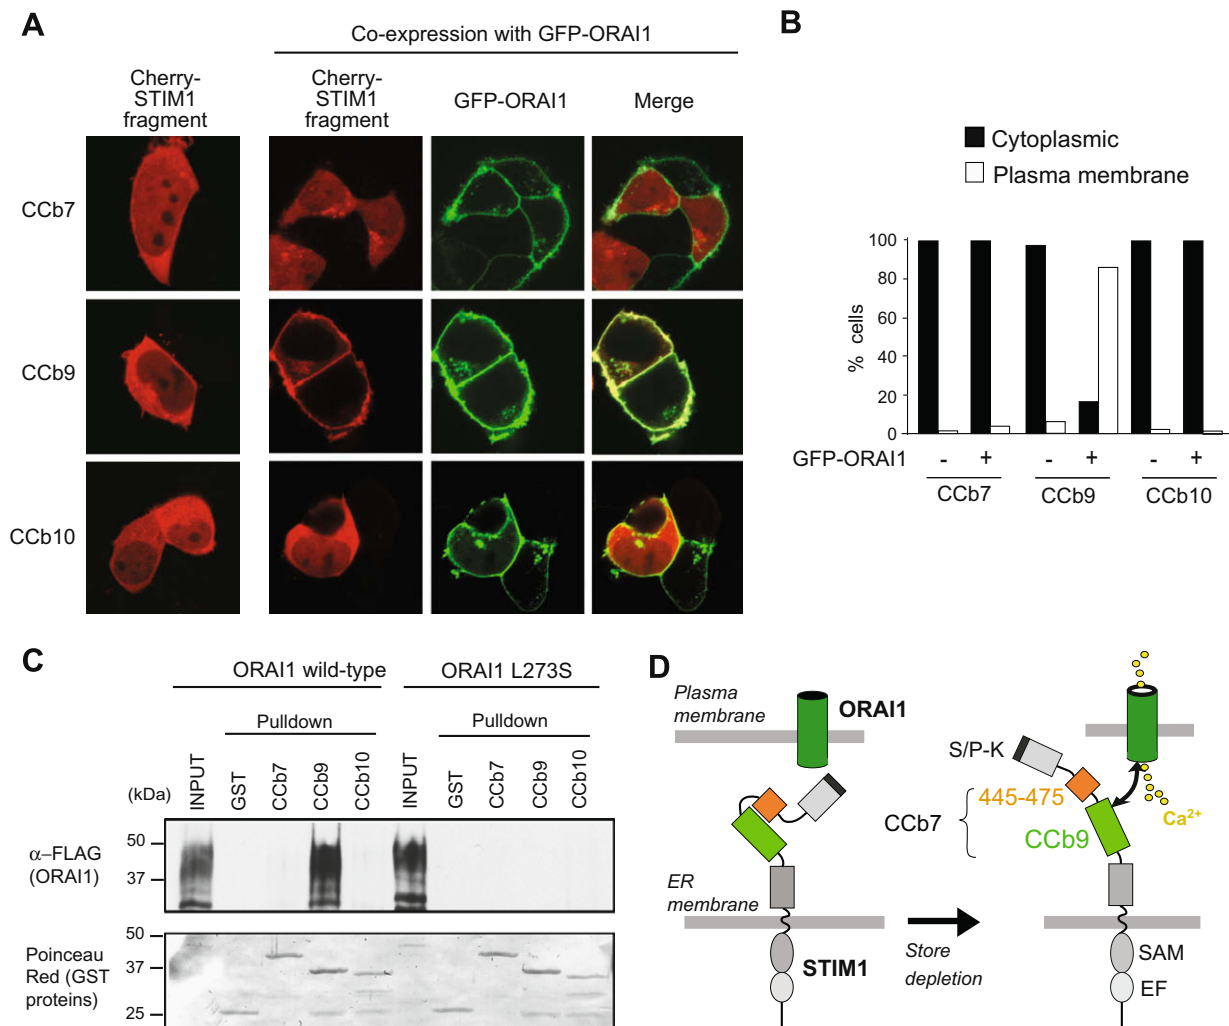 A
Co-expression with GFP-ORAI1
Cherry-
STIM1
fragment
Cherry-
STIM1
fragment
GFP-ORAI1
Merge
CCb7
CCb9
CCb10
B
Cytoplasmic
Plasma membrane
% cells
100
80
60
40
20
0
GFP-ORAI1
- + - + - +
CCb7 CCb9 CCb10
C
ORAI1 wild-type ORAI1 L273S
Pulldown Pulldown
(kDa)
INPUT GST CCb7 CCb9 CCb10 INPUT GST CCb7 CCb9 CCb10
α–FLAG
(ORAI1)
50
37
Poinceau
Red (GST
proteins)
50
37
25
D
Plasma
membrane
ORAI1
S/P-K
445-475
CCb7
CCb9
Ca²⁺
ER
membrane
STIM1
Store
depletion
SAM
EF